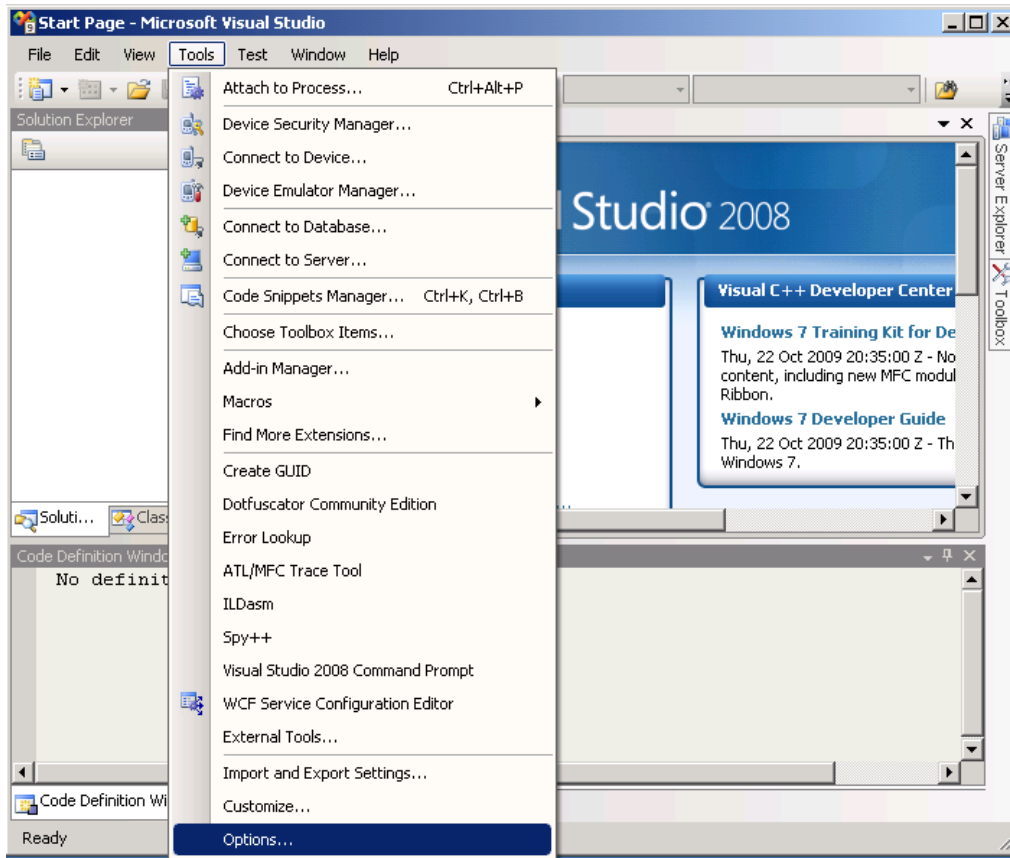 Start Page - Microsoft Visual Studio
File Edit View Tools Test Window Help
Attach to Process... Ctrl+Alt+P
Solution Explorer
Device Security Manager...
Connect to Device...
Device Emulator Manager...
Connect to Database...
Connect to Server...
Code Snippets Manager... Ctrl+K, Ctrl+B
Choose Toolbox Items...
Add-in Manager...
Macros
Find More Extensions...
Create GUID
Dotfuscator Community Edition
Error Lookup
ATL/MFC Trace Tool
ILDasm
Spy++
Visual Studio 2008 Command Prompt
WCF Service Configuration Editor
External Tools...
Import and Export Settings...
Customize...
Options...
Studio 2008
Visual C++ Developer Center
Windows 7 Training Kit for De
Thu, 22 Oct 2009 20:35:00 Z - No
content, including new MFC modul
Ribbon.
Windows 7 Developer Guide
Thu, 22 Oct 2009 20:35:00 Z - Th
Windows 7.
...
Server Explorer
Toolbox
Soluti... Clas
Code Definition Windo
No definit
Code Definition Wi
Ready